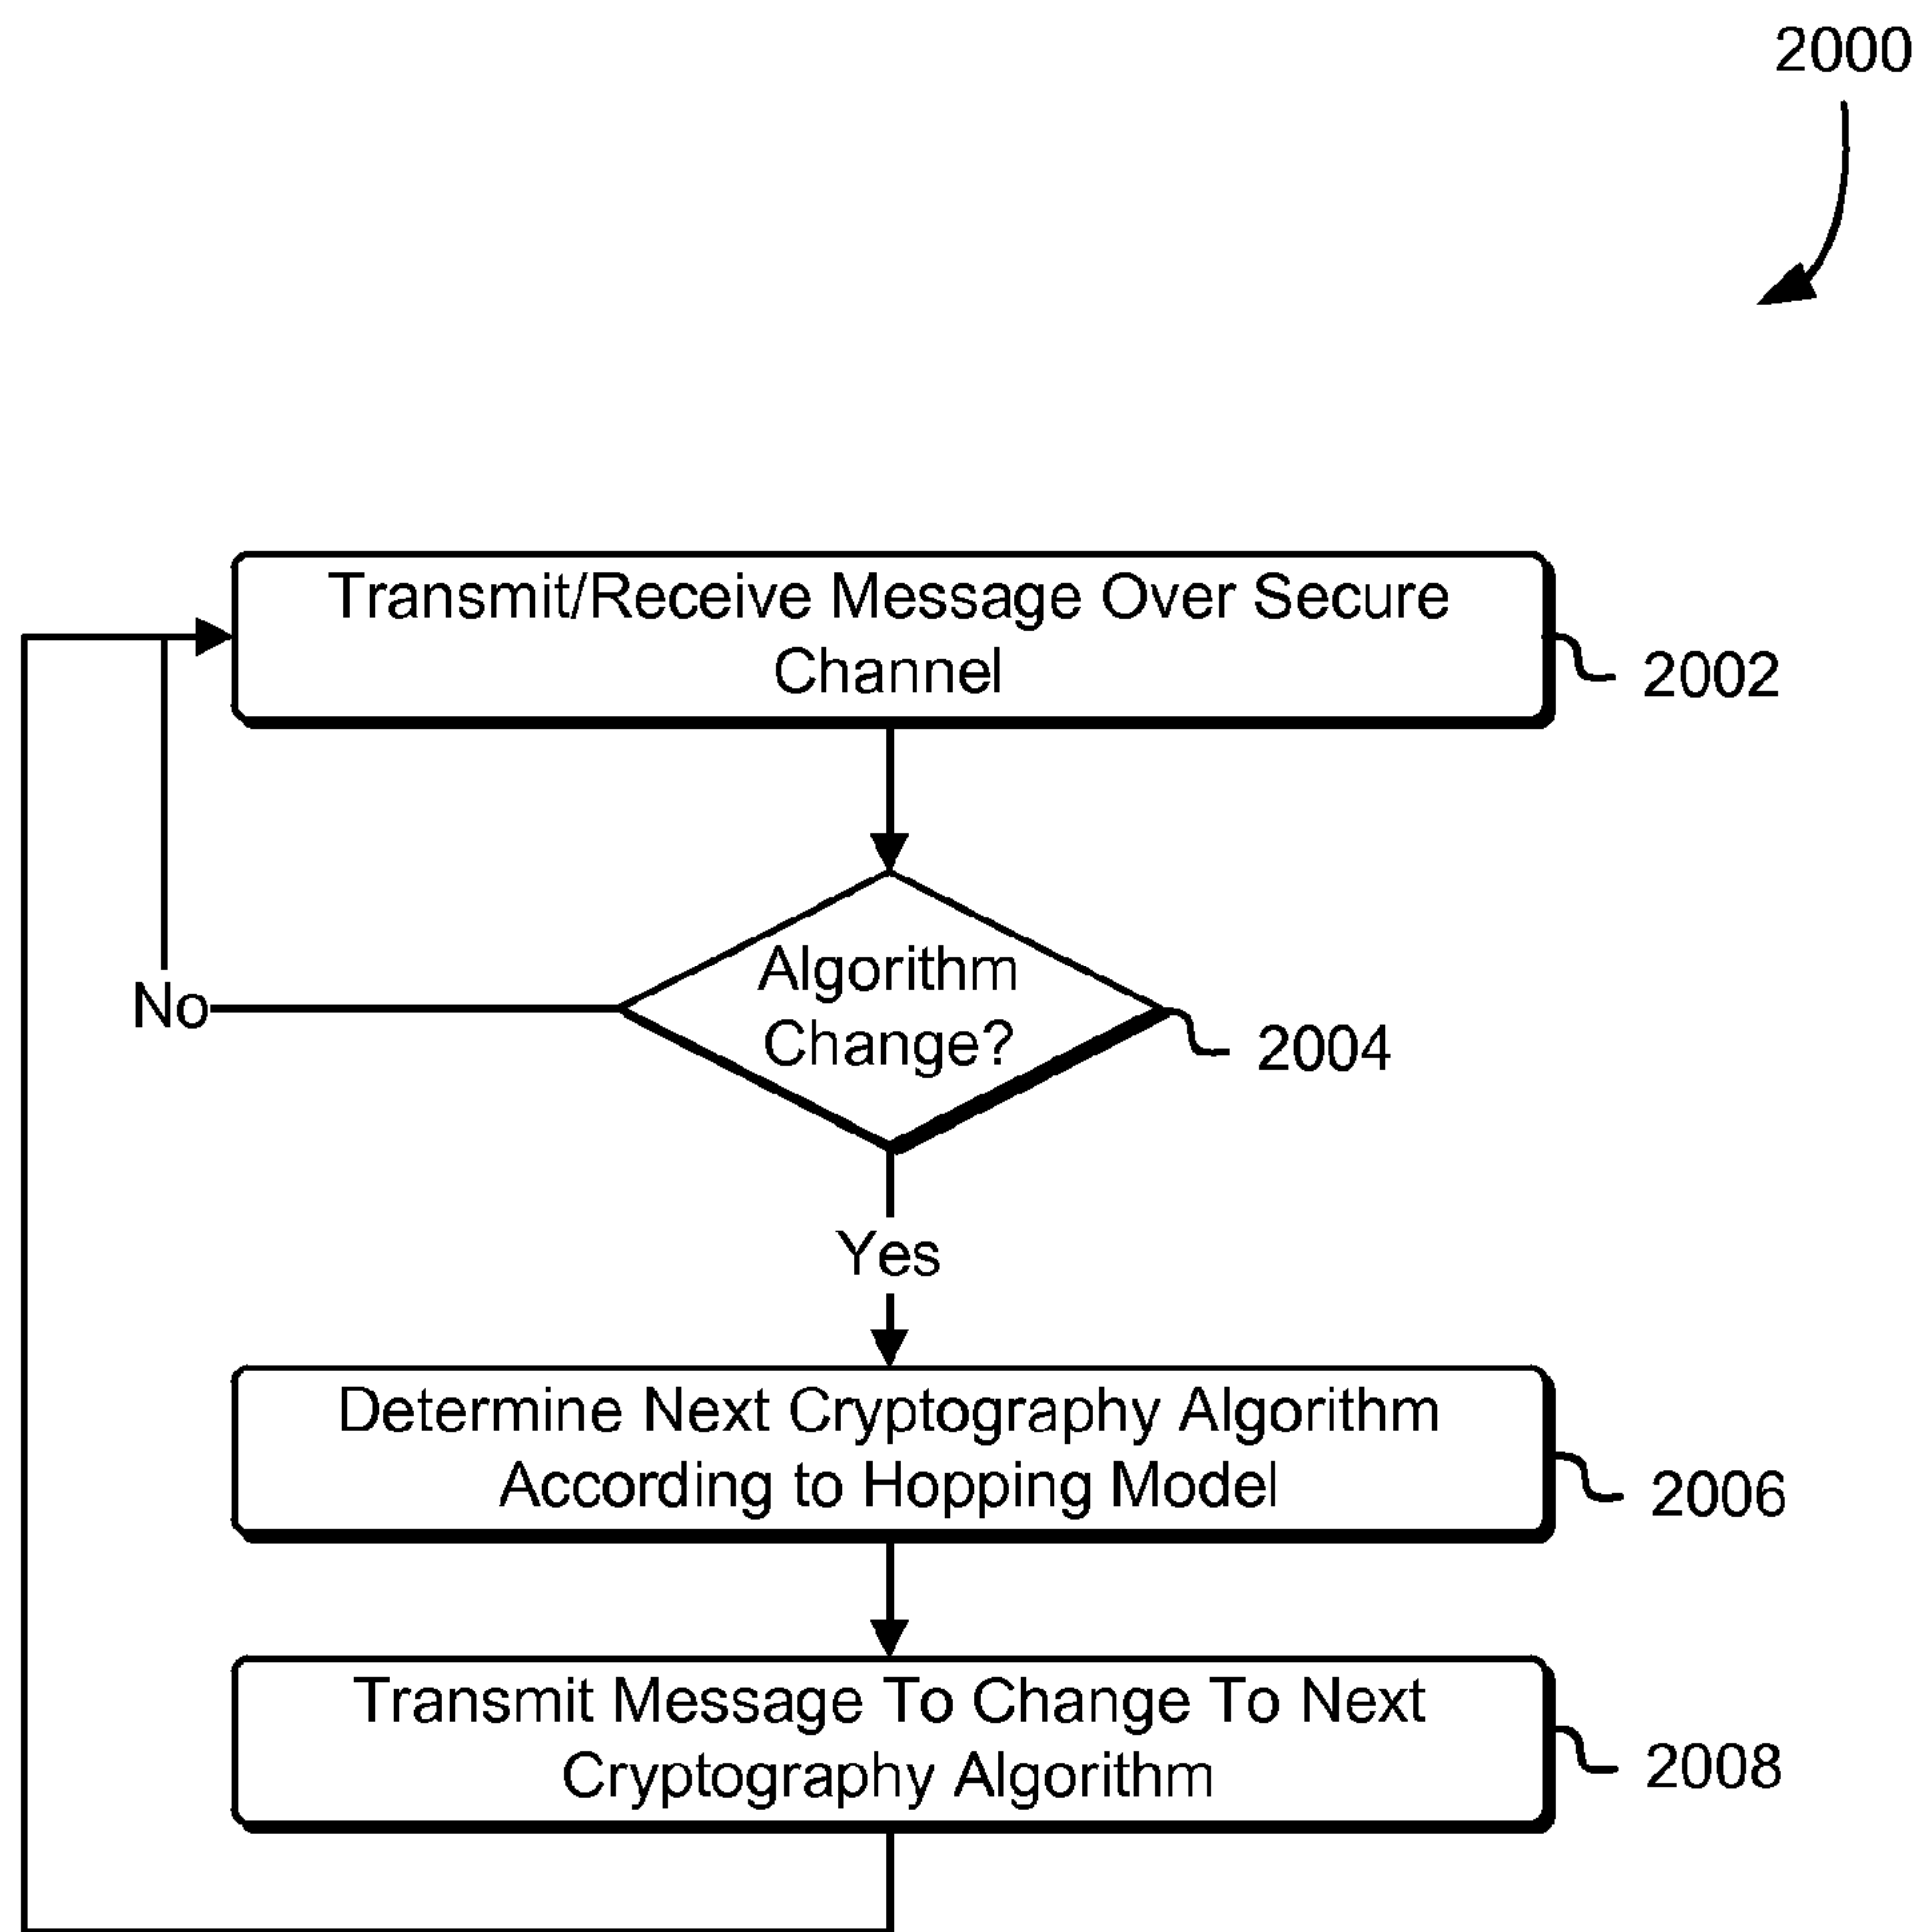 2000
Transmit/Receive Message Over Secure
Channel
2002
Algorithm
Change?
No
2004
Yes
Determine Next Cryptography Algorithm
According to Hopping Model
2006
Transmit Message To Change To Next
Cryptography Algorithm
2008